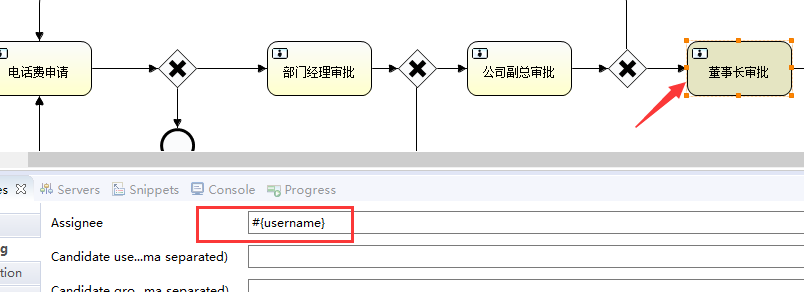 电话费申请
部门经理审批
公司副总审批
董事长审批
es
Servers
Snippets
Console
Progress
Assignee
#{username}
ng
Candidate use...ma separated)
tion
Candidate gro...ma separated)